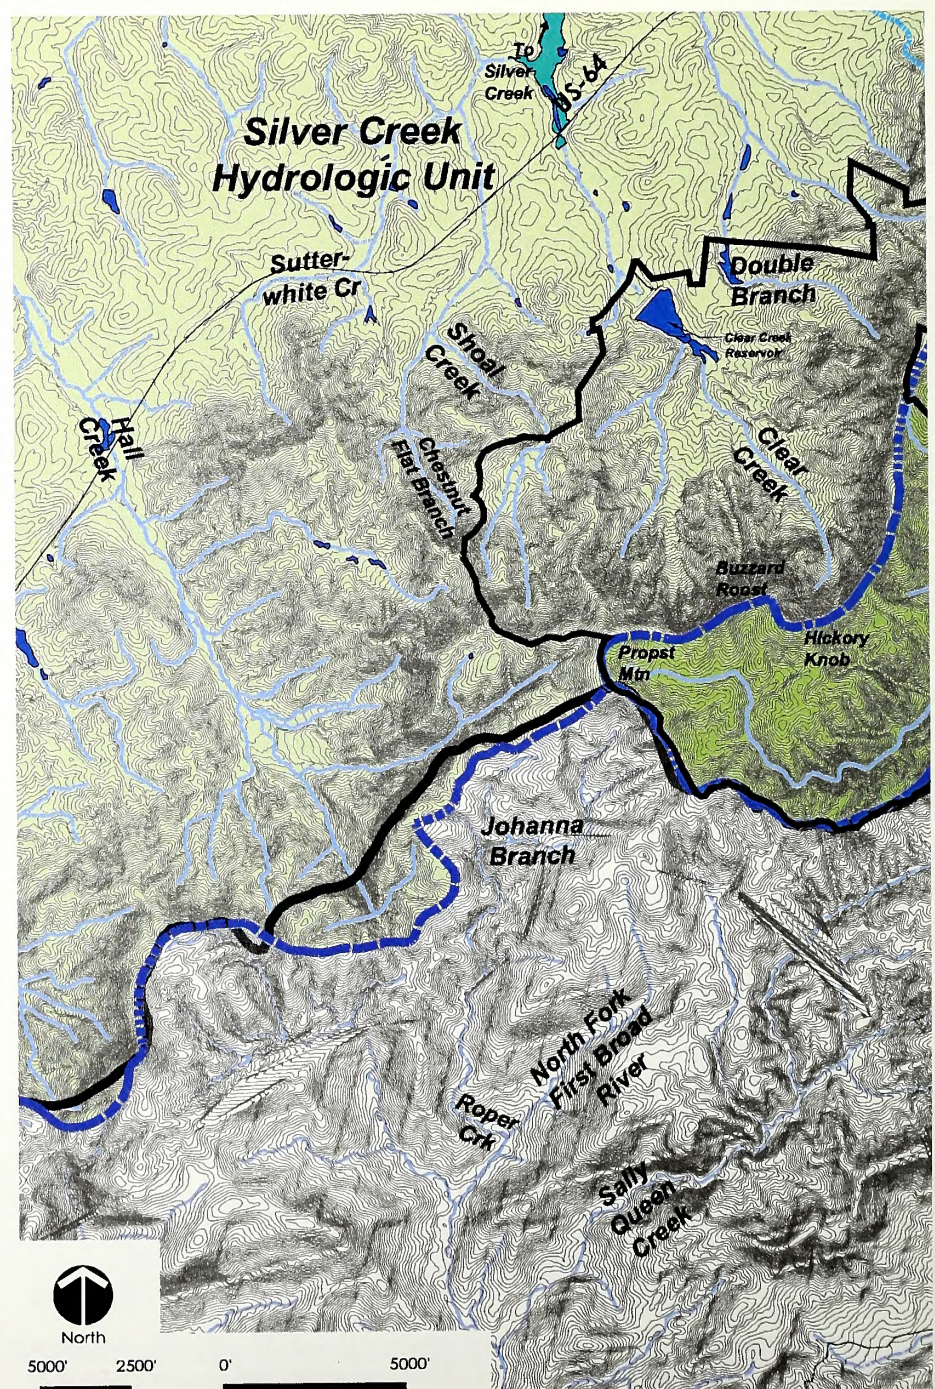 To
Silver
Creek
US-64
Silver Creek
Hydrologic Unit
Sutter-
white Cr
Double
Branch
Clear Creek
Reservoir
Shoal
Creek
Hall
Creek
Chestnut
Flat Branch
Clear
Creek
Buzzard
Roost
Hickory
Knob
Propst
Mtn
Johanna
Branch
North Fork
First Broad
River
Roper
Crk
Sally
Queen
Creek
North
5000' 2500' 0' 5000'